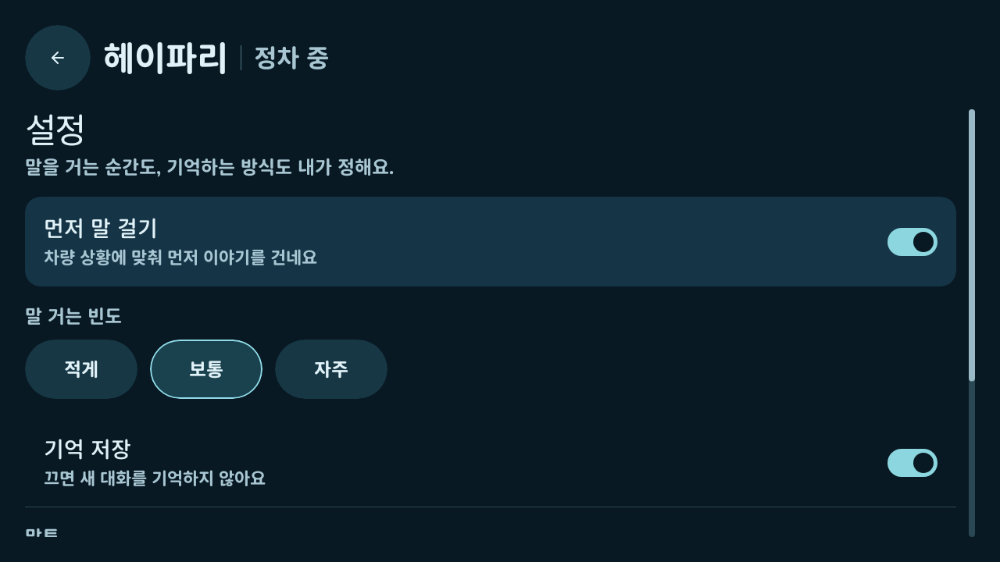 헤이파리
정차 중
설정
말을 거는 순간도, 기억하는 방식도 내가 정해요.
먼저 말 걸기
차량 상황에 맞춰 먼저 이야기를 건네요
말 거는 빈도
적게
보통
자주
기억 저장
끄면 새 대화를 기억하지 않아요